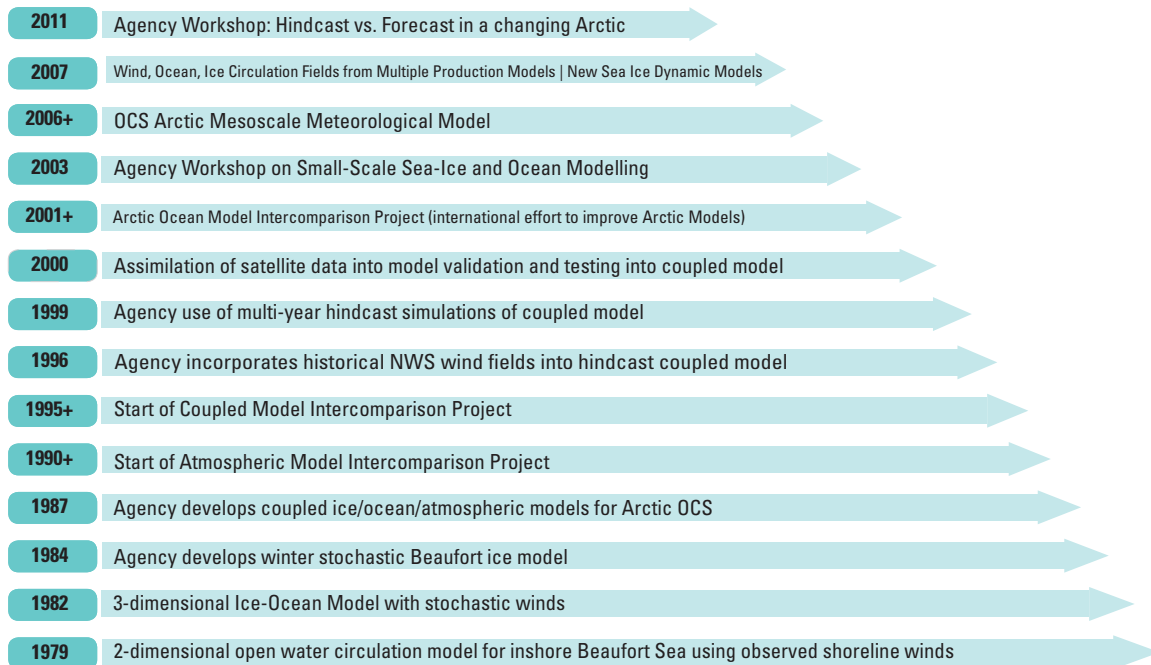 2011 Agency Workshop: Hindcast vs. Forecast in a changing Arctic
2007 Wind, Ocean, Ice Circulation Fields from Multiple Production Models | New Sea Ice Dynamic Models
2006+ OCS Arctic Mesoscale Meteorological Model
2003 Agency Workshop on Small-Scale Sea-Ice and Ocean Modelling
2001+ Arctic Ocean Model Intercomparison Project (international effort to improve Arctic Models)
2000 Assimilation of satellite data into model validation and testing into coupled model
1999 Agency use of multi-year hindcast simulations of coupled model
1996 Agency incorporates historical NWS wind fields into hindcast coupled model
1995+ Start of Coupled Model Intercomparison Project
1990+ Start of Atmospheric Model Intercomparison Project
1987 Agency develops coupled ice/ocean/atmospheric models for Arctic OCS
1984 Agency develops winter stochastic Beaufort ice model
1982 3-dimensional Ice-Ocean Model with stochastic winds
1979 2-dimensional open water circulation model for inshore Beaufort Sea using observed shoreline winds